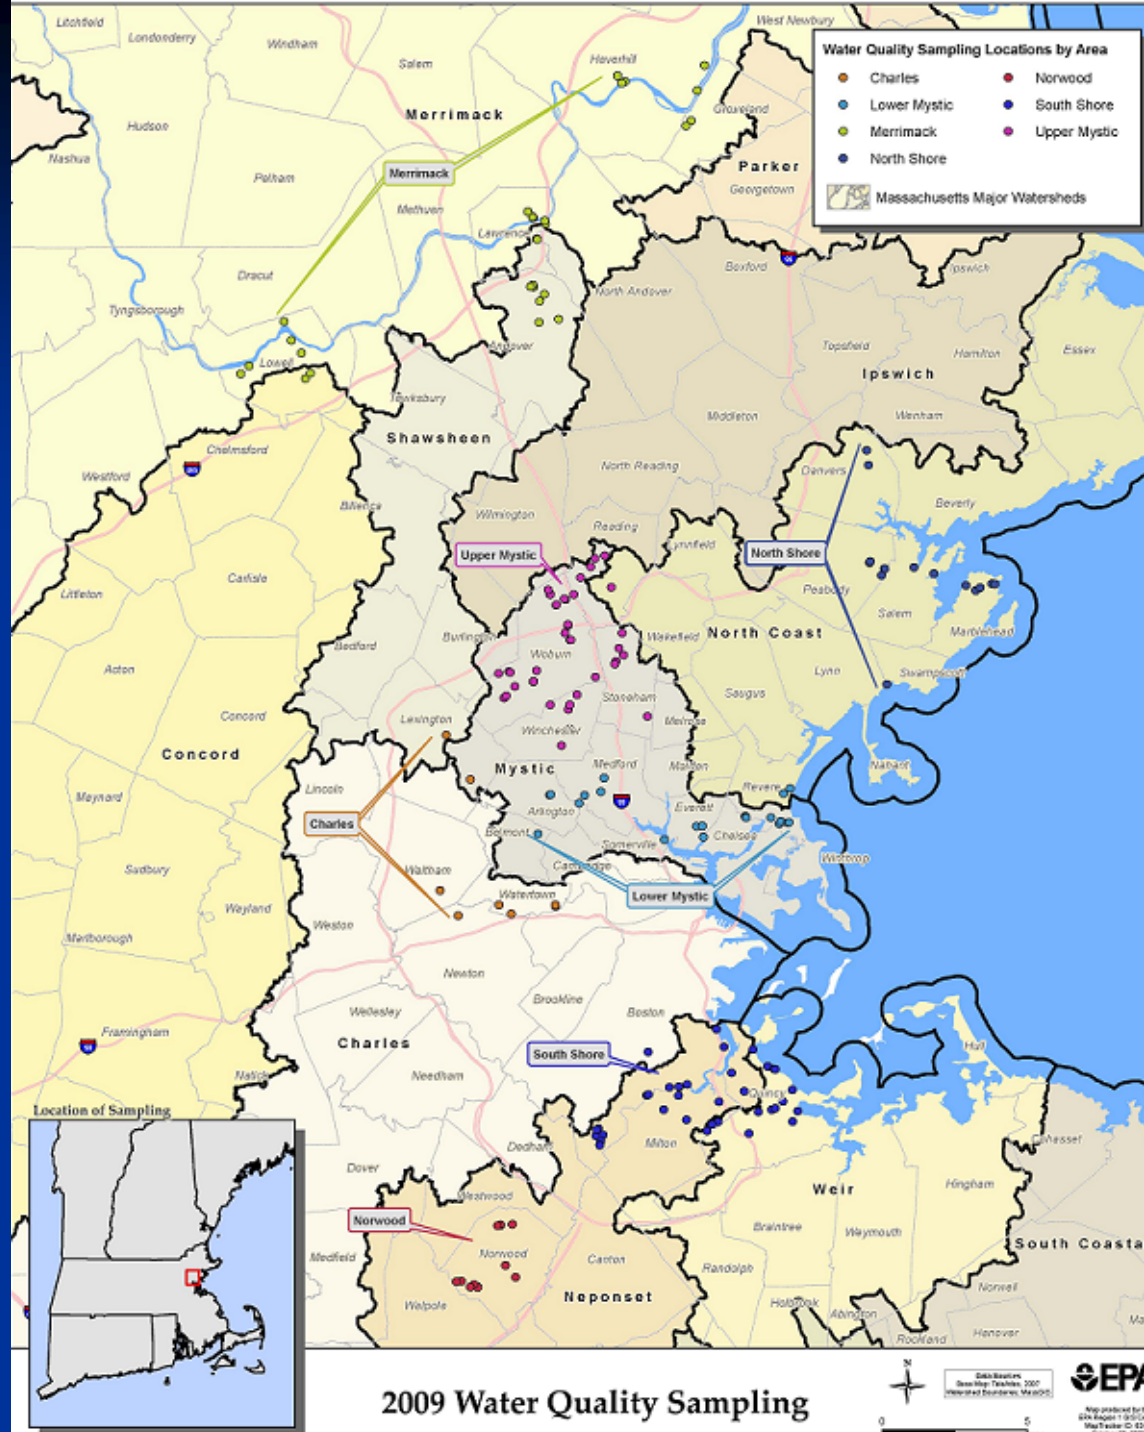 Litchfield
Londonderry
Windham
Salem
Haverhill
West Newbury
Water Quality Sampling Locations by Area
Charles
Norwood
Lower Mystic
South Shore
Merrimack
Upper Mystic
North Shore
Massachusetts Major Watersheds
Merrimack
Groveland
Hudson
Nashua
Pelham
Merrimack
Parker
Georgetown
Methuen
Lawrence
Dracut
Boxford
Ipswich
North Andover
Tyngsborough
Andover
Topsfield
Hamilton
Essex
Lowell
Ipswich
Tewksbury
Middleton
Wenham
Shawsheen
Chelmsford
Westford
North Reading
Danvers
Billerica
Wilmington
Reading
Beverly
Lynnfield
Upper Mystic
North Shore
Carlisle
Littleton
Peabody
Salem
Burlington
Wakefield
North Coast
Marblehead
Bedford
Woburn
Acton
Lynn
Swampscott
Stoneham
Saugus
Concord
Lexington
Melrose
Winchester
Concord
Mystic
Medford
Malden
Nahant
Lincoln
Revere
Maynard
Arlington
Everett
Charles
Belmont
Chelsea
Somerville
Winthrop
Cambridge
Sudbury
Waltham
Watertown
Lower Mystic
Wayland
Weston
Marlborough
Newton
Brookline
Boston
Wellesley
Framingham
Charles
South Shore
Hull
Natick
Needham
Quincy
Location of Sampling
Milton
Dedham
Cohasset
Dover
Weir
Hingham
Westwood
Norwood
Braintree
Weymouth
Medfield
Norwood
Canton
Randolph
South Coasta
Norwell
Walpole
Neponset
Holbrook
Abington
Rockland
Hanover
Ma
2009 Water Quality Sampling
N
Data Sources
EPA
0 5